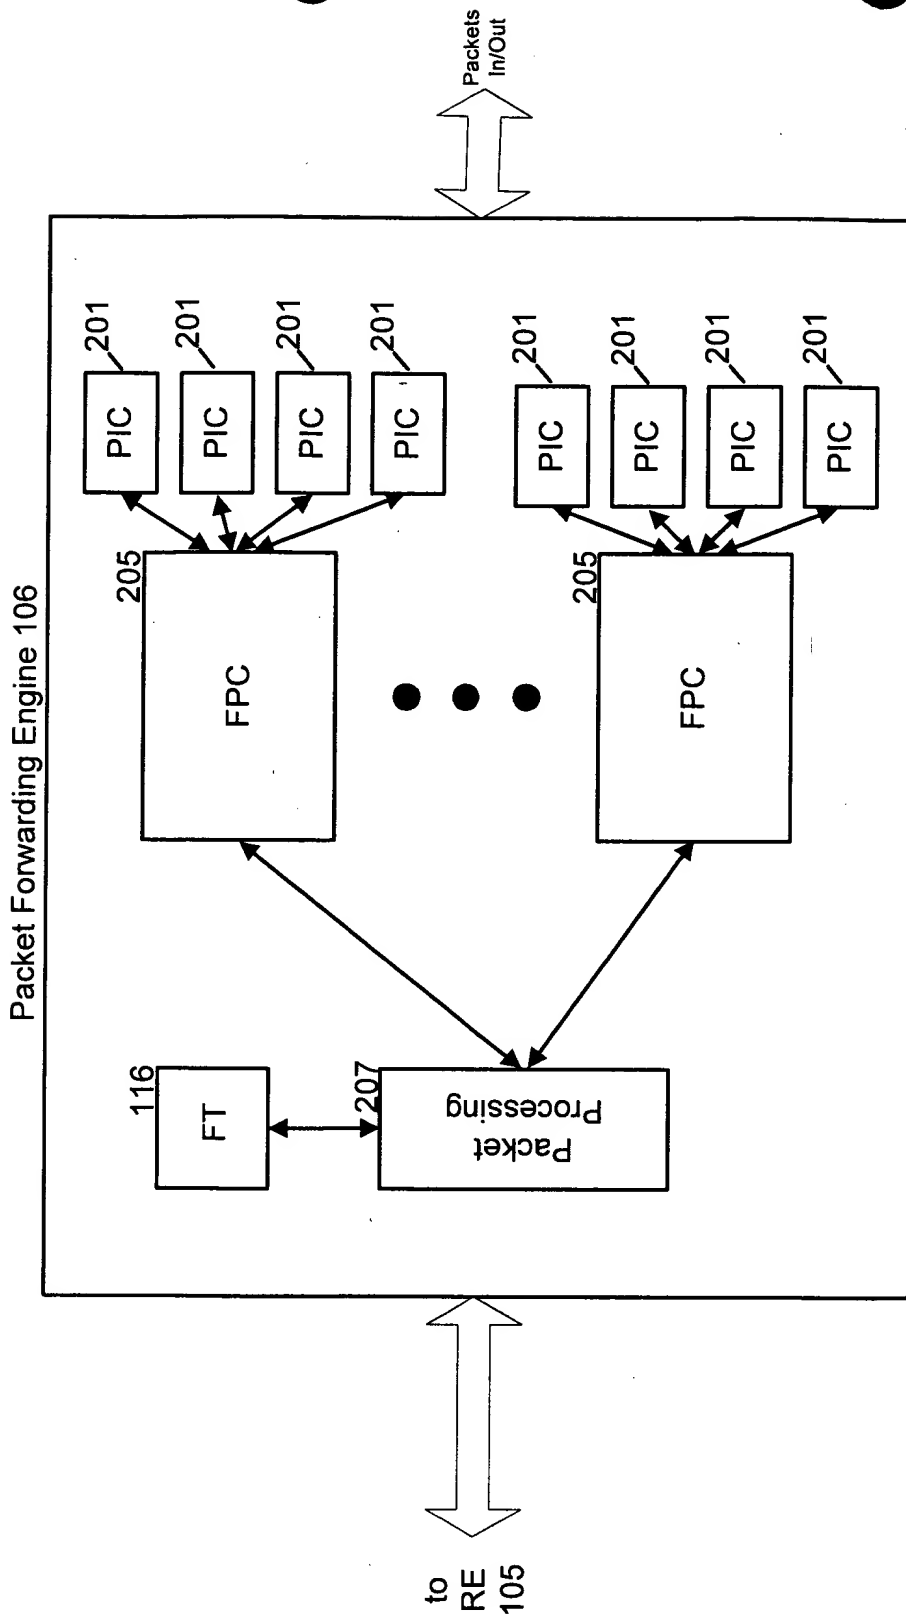 Packet Forwarding Engine 106
to
RE
105
116
FT
207
Packet
Processing
205
FPC
205
FPC
201
PIC
201
PIC
201
PIC
201
PIC
201
PIC
201
PIC
201
PIC
201
PIC
Packets
In/Out